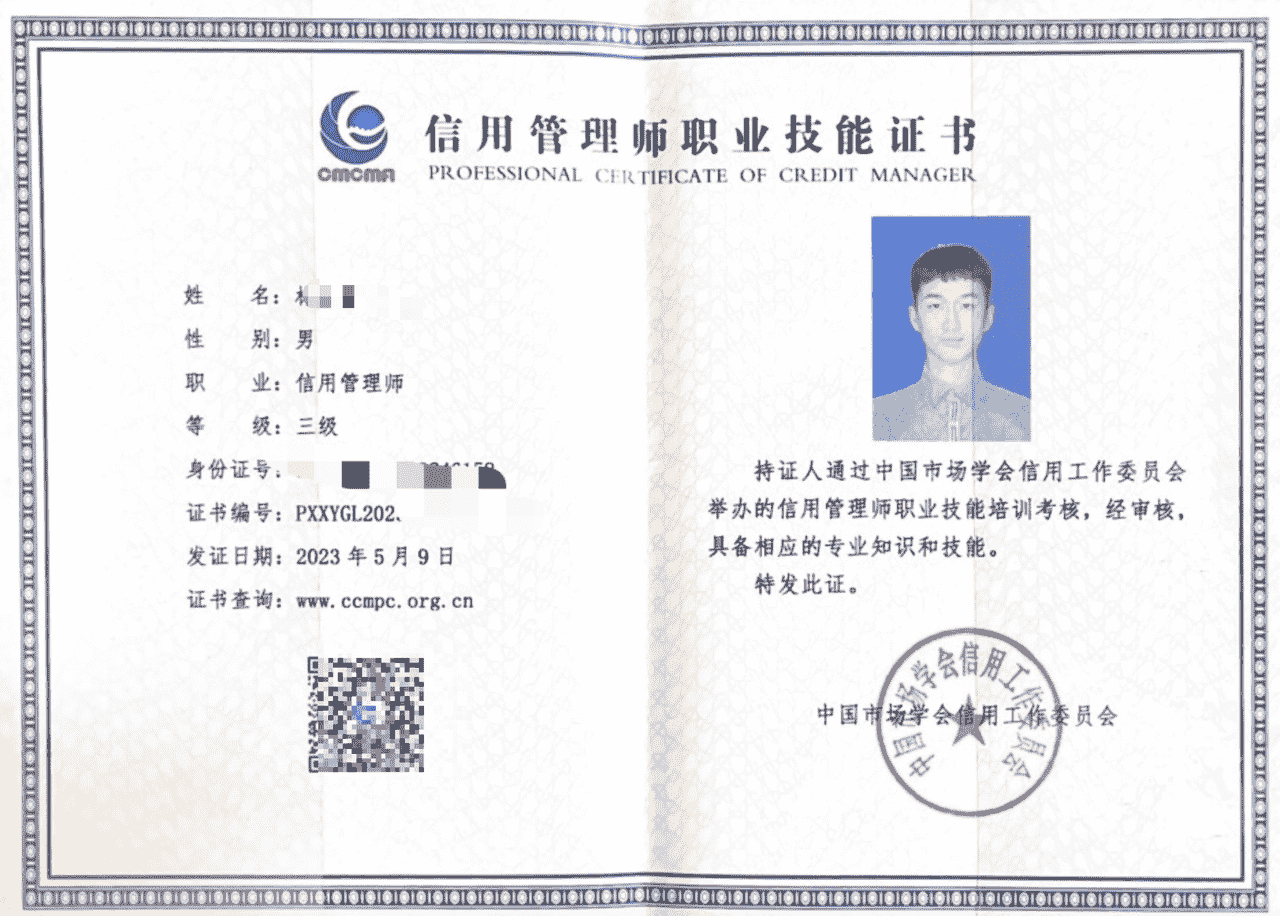 CMCMA
信用管理师职业技能证书
PROFESSIONAL CERTIFICATE OF CREDIT MANAGER
姓 名：
性 别：男
职 业：信用管理师
等 级：三级
身份证号：
证书编号：PXXYGL202
发证日期：2023 年 5 月 9 日
证书查询：www.ccmpc.org.cn
持证人通过中国市场学会信用工作委员会
举办的信用管理师职业技能培训考核，经审核，
具备相应的专业知识和技能。
特发此证。
中国市场学会信用工作委员会
中国市场学会信用工作委员会